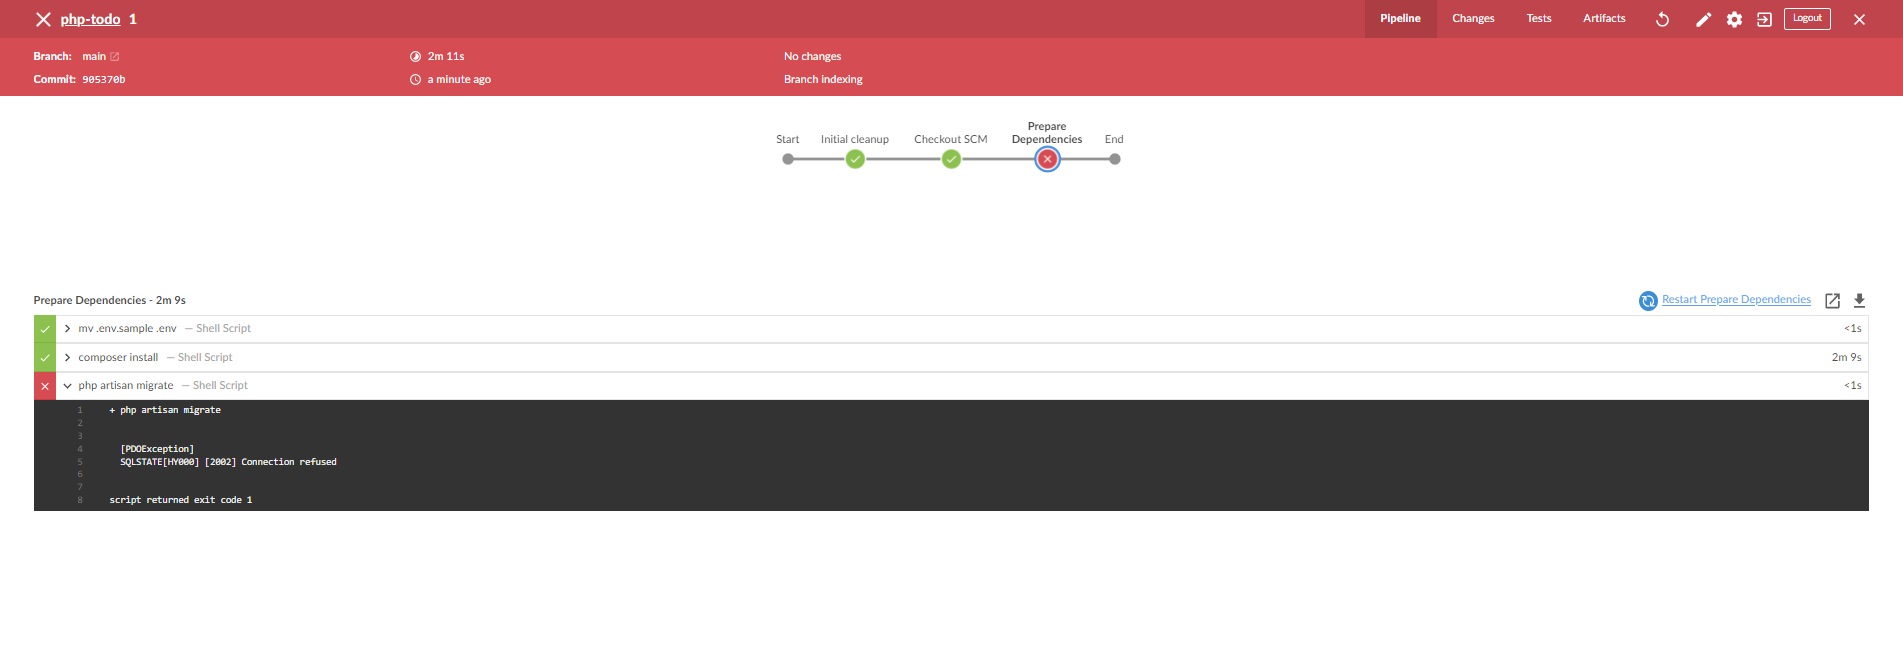 php-todo 1
Pipeline Changes Tests Artifacts Logout
Branch: main 2m 11s No changes
Commit: 905370b a minute ago Branch indexing
Start Initial cleanup Checkout SCM Prepare Dependencies End
Prepare Dependencies - 2m 9s Restart Prepare Dependencies
mv .env.sample .env — Shell Script <1s
composer install — Shell Script 2m 9s
php artisan migrate — Shell Script <1s
1 + php artisan migrate
2
3
4 [PDOException]
5 SQLSTATE[HY000] [2002] Connection refused
6
7
8 script returned exit code 1